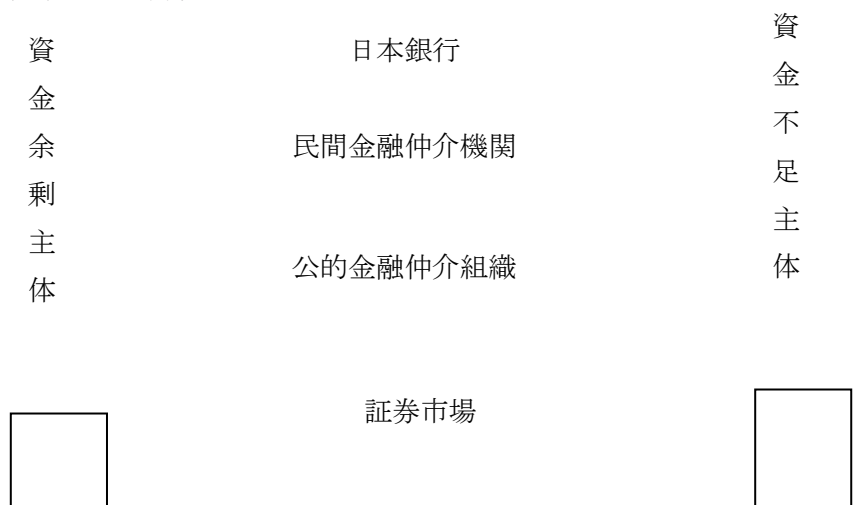 資金余剰主体
日本銀行
民間金融仲介機関
公的金融仲介組織
証券市場
資金不足主体